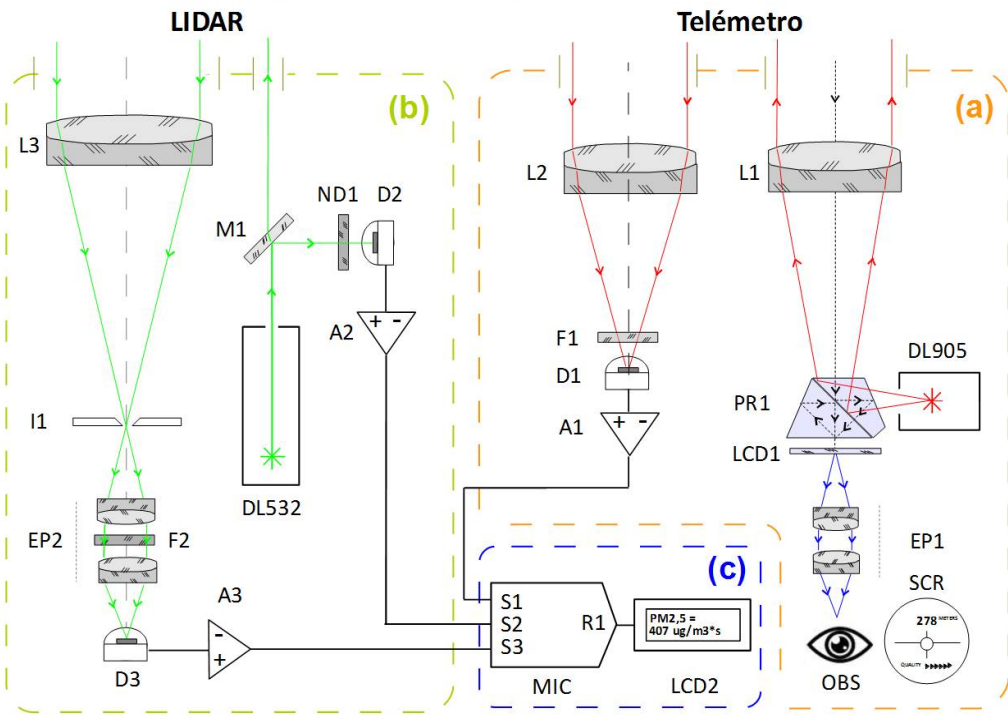 LIDAR
Telémetro
(b)
(a)
L3
L2
L1
ND1
D2
M1
A2
F1
D1
DL905
PR1
A1
I1
LCD1
DL532
EP2
F2
EP1
(c)
A3
SCR
S1
S2
S3
R1
PM2,5 =
407 ug/m3*s
278 METERS
QUALITY
D3
MIC
LCD2
OBS
+ -
+ -
-
+